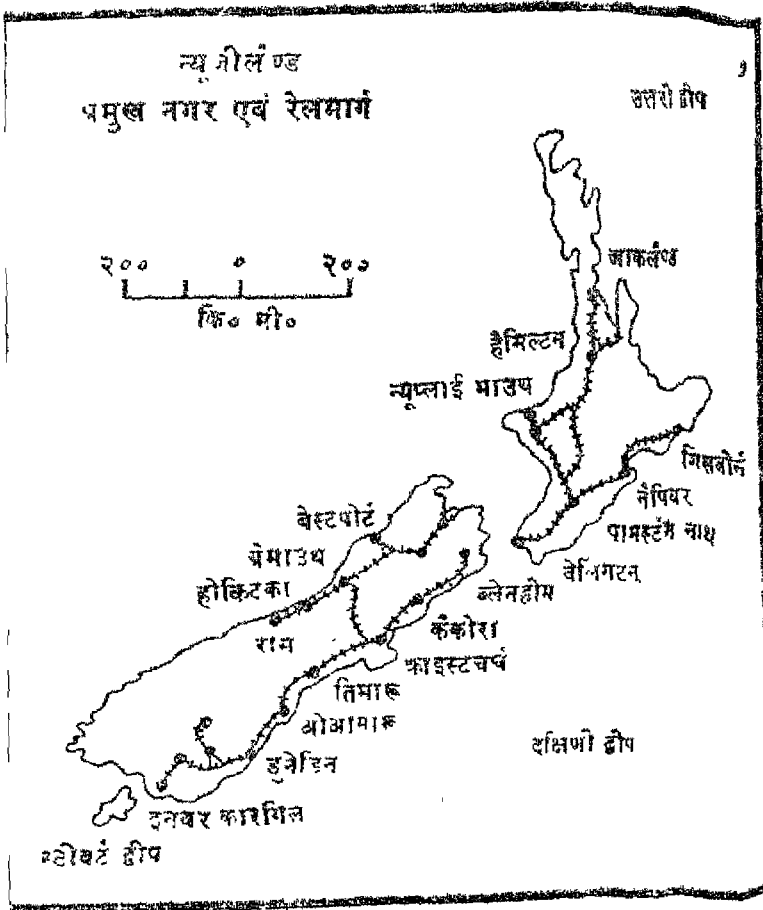 न्यूजीलैण्ड
प्रमुख नगर एवं रेलमार्ग
उत्तरी द्वीप
२०० ० २००
कि० मी०
आकलैण्ड
हैमिल्टन
न्यूप्लाई माउथ
गिसबोर्न
नेपियर
पामर्स्टन नाथ
वेलिंगटन
वेस्टपोर्ट
ग्रेमाउथ
होकिटिका
ब्लेनहीम
रास
कैकोरा
क्राइस्टचर्च
तिमारू
ओआमारू
डुनेडिन
दक्षिणी द्वीप
इनवर कारगिल
स्टीवर्ट द्वीप